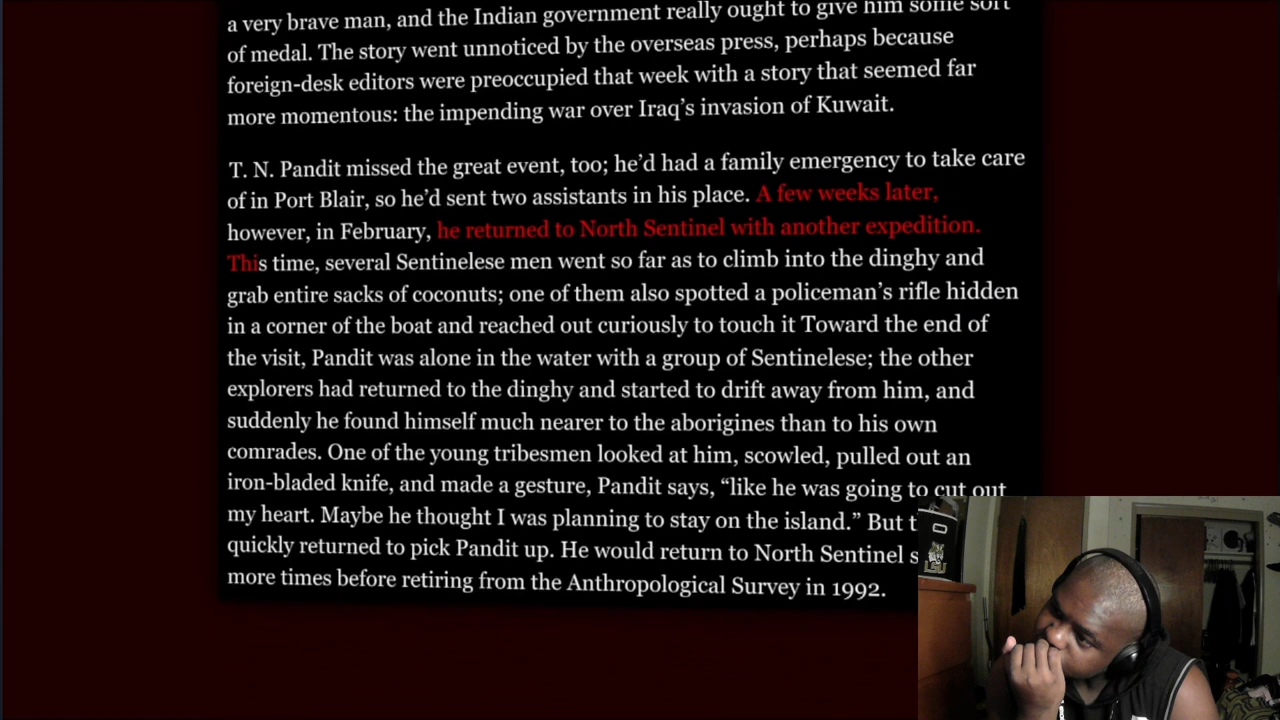 a very brave man, and the Indian government really ought to give him some sort
of medal. The story went unnoticed by the overseas press, perhaps because
foreign-desk editors were preoccupied that week with a story that seemed far
more momentous: the impending war over Iraq’s invasion of Kuwait.
T. N. Pandit missed the great event, too; he’d had a family emergency to take care
of in Port Blair, so he’d sent two assistants in his place. A few weeks later,
however, in February, he returned to North Sentinel with another expedition.
This time, several Sentinelese men went so far as to climb into the dinghy and
grab entire sacks of coconuts; one of them also spotted a policeman’s rifle hidden
in a corner of the boat and reached out curiously to touch it Toward the end of
the visit, Pandit was alone in the water with a group of Sentinelese; the other
explorers had returned to the dinghy and started to drift away from him, and
suddenly he found himself much nearer to the aborigines than to his own
comrades. One of the young tribesmen looked at him, scowled, pulled out an
iron-bladed knife, and made a gesture, Pandit says, “like he was going to cut out
my heart. Maybe he thought I was planning to stay on the island.” But
quickly returned to pick Pandit up. He would return to North Sentinel
more times before retiring from the Anthropological Survey in 1992.
LSU